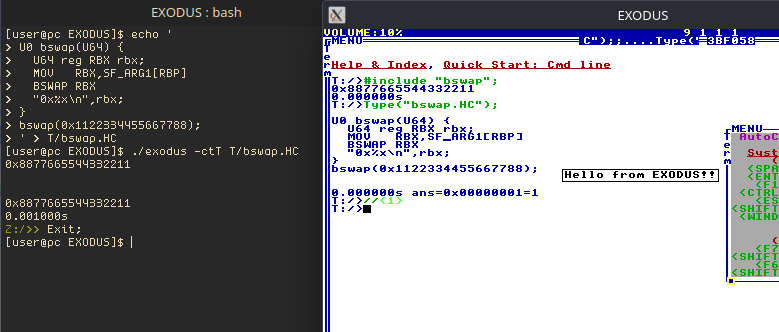 EXODUS : bash
[user@pc EXODUS]$ echo '
> U0 bswap(U64) {
>   U64 reg RBX rbx;
>   MOV   RBX,SF_ARG1[RBP]
>   BSWAP RBX
>   "0x%x\n",rbx;
> }
> bswap(0x1122334455667788);
> ' > T/bswap.HC
[user@pc EXODUS]$ ./exodus -ctT T/bswap.HC
0x8877665544332211
0x8877665544332211
0.001000s
Z:/>> Exit;
[user@pc EXODUS]$
EXODUS
VOLUME:10%
9 1 1 1
MENU
C");;....Type("=3BF058
Term
Help & Index, Quick Start: Cmd line
T:/>#include "bswap";
0x8877665544332211
0.000000s
T:/>Type("bswap.HC");
U0 bswap(U64) {
  U64 reg RBX rbx;
  MOV   RBX,SF_ARG1[RBP]
  BSWAP RBX
  "0x%x\n",rbx;
}
bswap(0x1122334455667788);
0.000000s ans=0x00000001=1
T:/>//{1}
T:/>
Hello from EXODUS!!
MENU
Term
AutoC
Syst
(
<SPA
<ENT
<F1
<CTRL
<ES
<SHIFT
<WIND
(
<F7
<SHIFT
<F6
<SHIFT